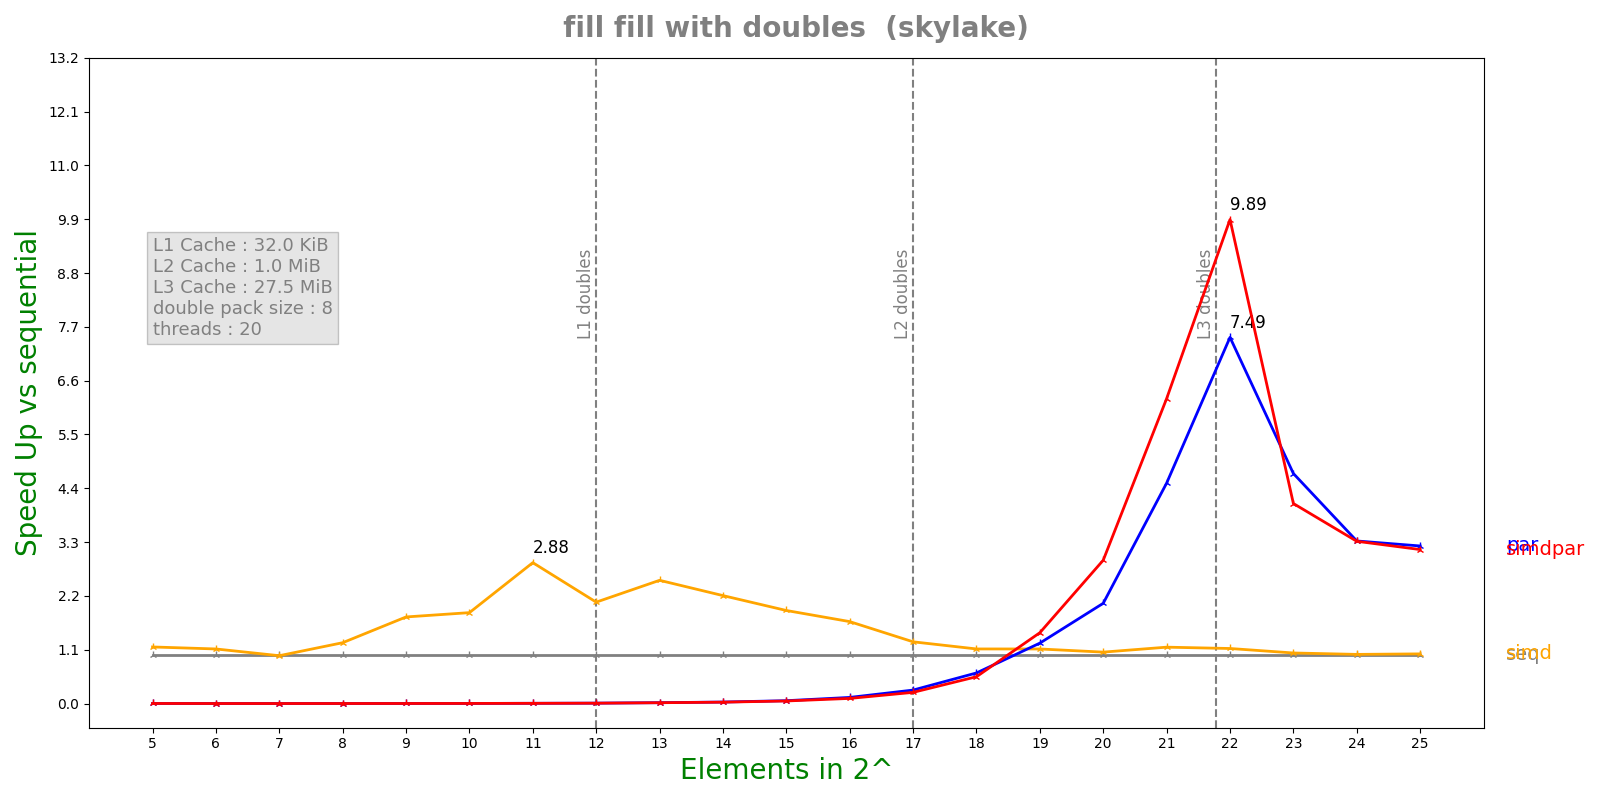 fill fill with doubles  (skylake)
Speed Up vs sequential
13.2
12.1
11.0
9.9
8.8
7.7
6.6
5.5
4.4
3.3
2.2
1.1
0.0
L1 Cache : 32.0 KiB
L2 Cache : 1.0 MiB
L3 Cache : 27.5 MiB
double pack size : 8
threads : 20
L1 doubles
L2 doubles
L3 doubles
2.88
9.89
7.49
par
simdpar
simd
seq
5 6 7 8 9 10 11 12 13 14 15 16 17 18 19 20 21 22 23 24 25
Elements in 2^